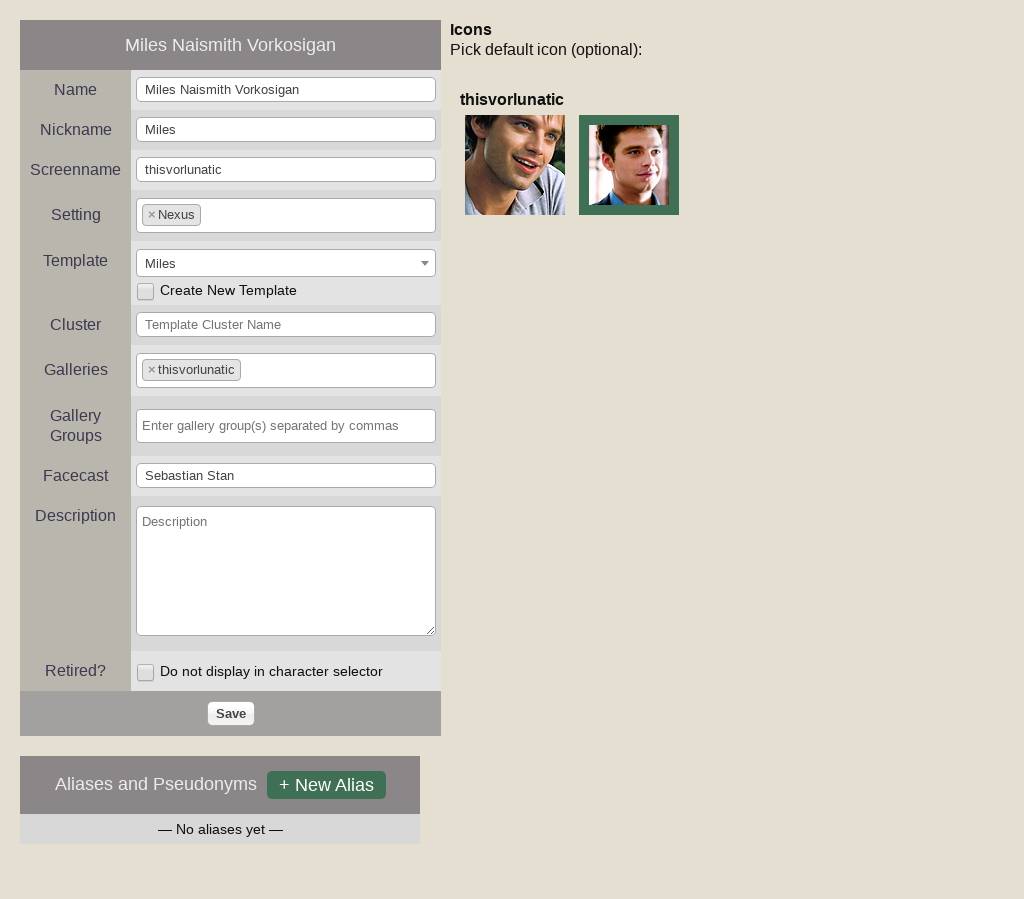 Miles Naismith Vorkosigan
Name
Miles Naismith Vorkosigan
Nickname
Miles
Screenname
thisvorlunatic
Setting
×Nexus
Template
Miles
Create New Template
Cluster
Template Cluster Name
Galleries
×thisvorlunatic
Gallery
Groups
Enter gallery group(s) separated by commas
Facecast
Sebastian Stan
Description
Description
Retired?
Do not display in character selector
Save
Aliases and Pseudonyms
+ New Alias
— No aliases yet —
Icons
Pick default icon (optional):
thisvorlunatic